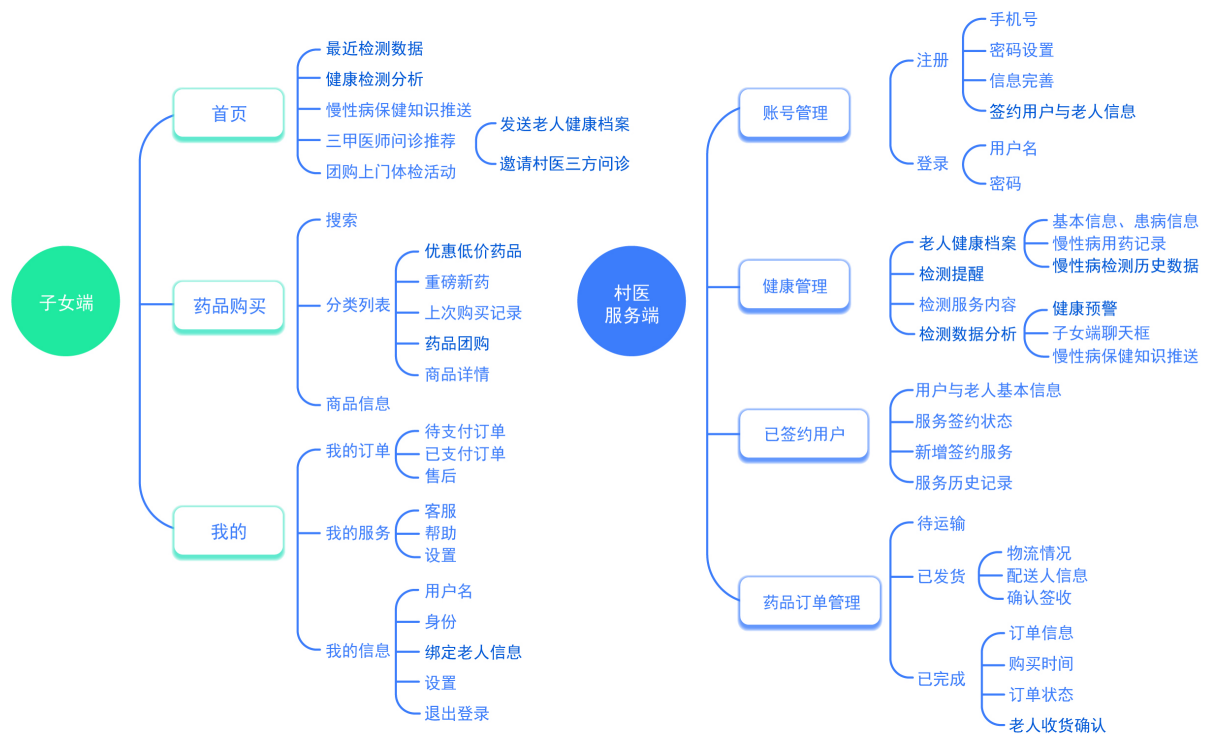 子女端
首页
最近检测数据
健康检测分析
慢性病保健知识推送
三甲医师问诊推荐
发送老人健康档案
邀请村医三方问诊
团购上门体检活动
药品购买
搜索
分类列表
优惠低价药品
重磅新药
上次购买记录
药品团购
商品详情
商品信息
我的
我的订单
待支付订单
已支付订单
售后
我的服务
客服
帮助
设置
我的信息
用户名
身份
绑定老人信息
设置
退出登录
村医
服务端
账号管理
注册
手机号
密码设置
信息完善
签约用户与老人信息
登录
用户名
密码
健康管理
老人健康档案
基本信息、患病信息
慢性病用药记录
慢性病检测历史数据
检测提醒
检测服务内容
检测数据分析
健康预警
子女端聊天框
慢性病保健知识推送
已签约用户
用户与老人基本信息
服务签约状态
新增签约服务
服务历史记录
药品订单管理
待运输
已发货
物流情况
配送人信息
确认签收
已完成
订单信息
购买时间
订单状态
老人收货确认